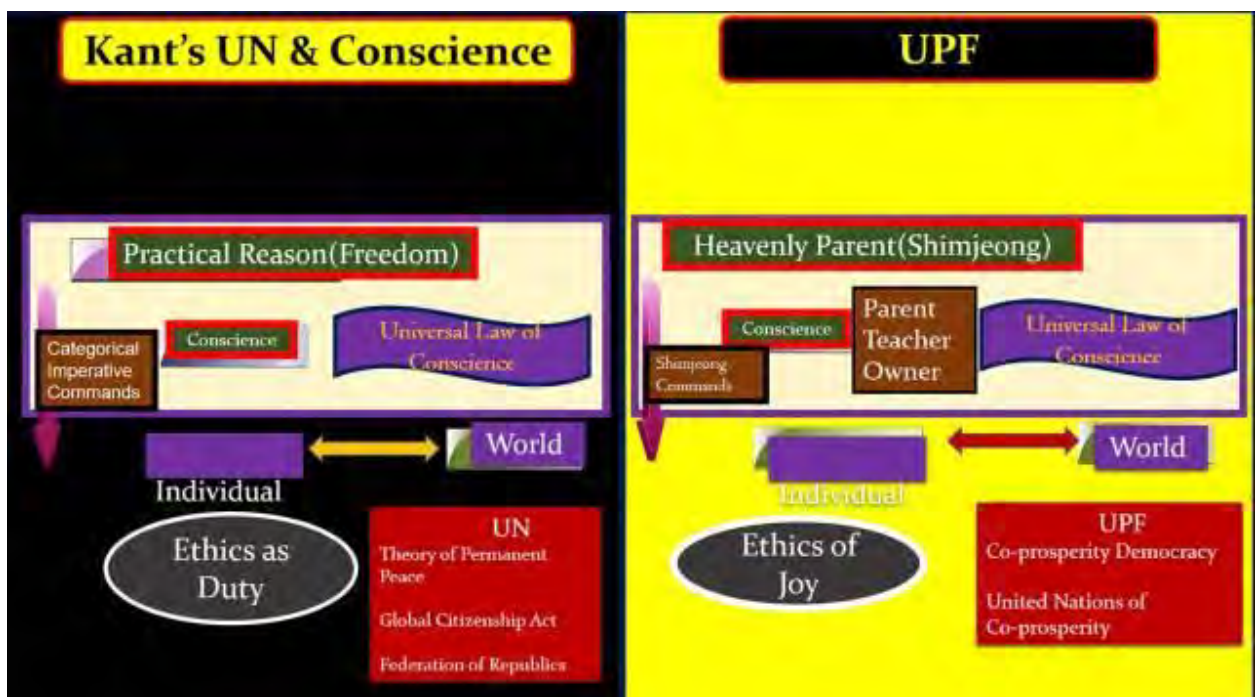 Kant's UN & Conscience
Practical Reason(Freedom)
Categorical
Imperative
Commands
Conscience
Universal Law of
Conscience
World
Individual
Ethics as
Duty
UN
Theory of Permanent
Peace
Global Citizenship Act
Federation of Republics
UPF
Heavenly Parent(Shimjeong)
Shimjeong
Commands
Conscience
Parent
Teacher
Owner
Universal Law of
Conscience
World
Individual
Ethics of
Joy
UPF
Co-prosperity Democracy
United Nations of
Co-prosperity